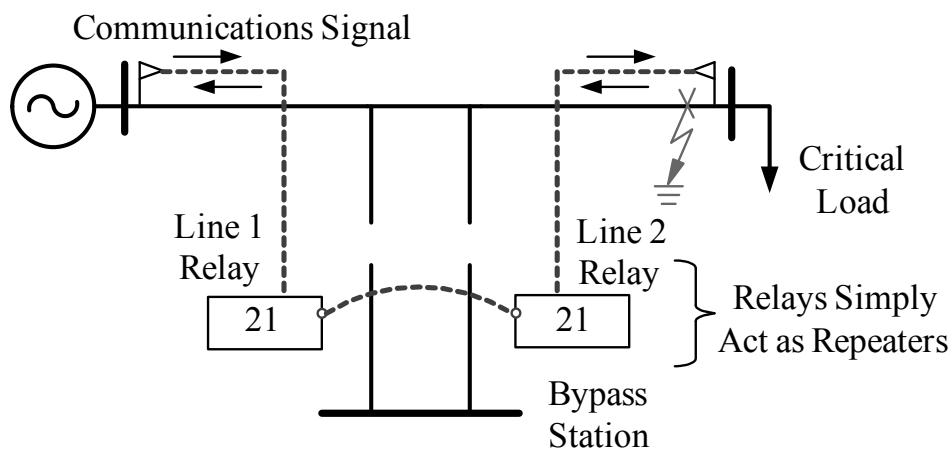 Communications Signal
Critical
Load
Line 1
Relay
Line 2
Relay
21
21
Relays Simply
Act as Repeaters
Bypass
Station